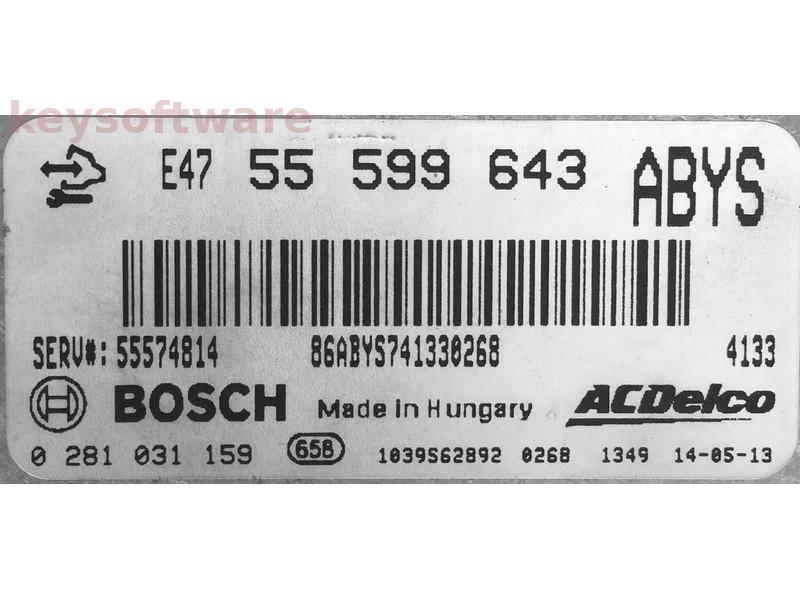 keysoftware
E47 55 599 643 ABYS
SERV#: 55574814 86ABYS741330268 4133
BOSCH Made in Hungary ACDelco
0 281 031 159 658 1039S62892 0268 1349 14-05-13